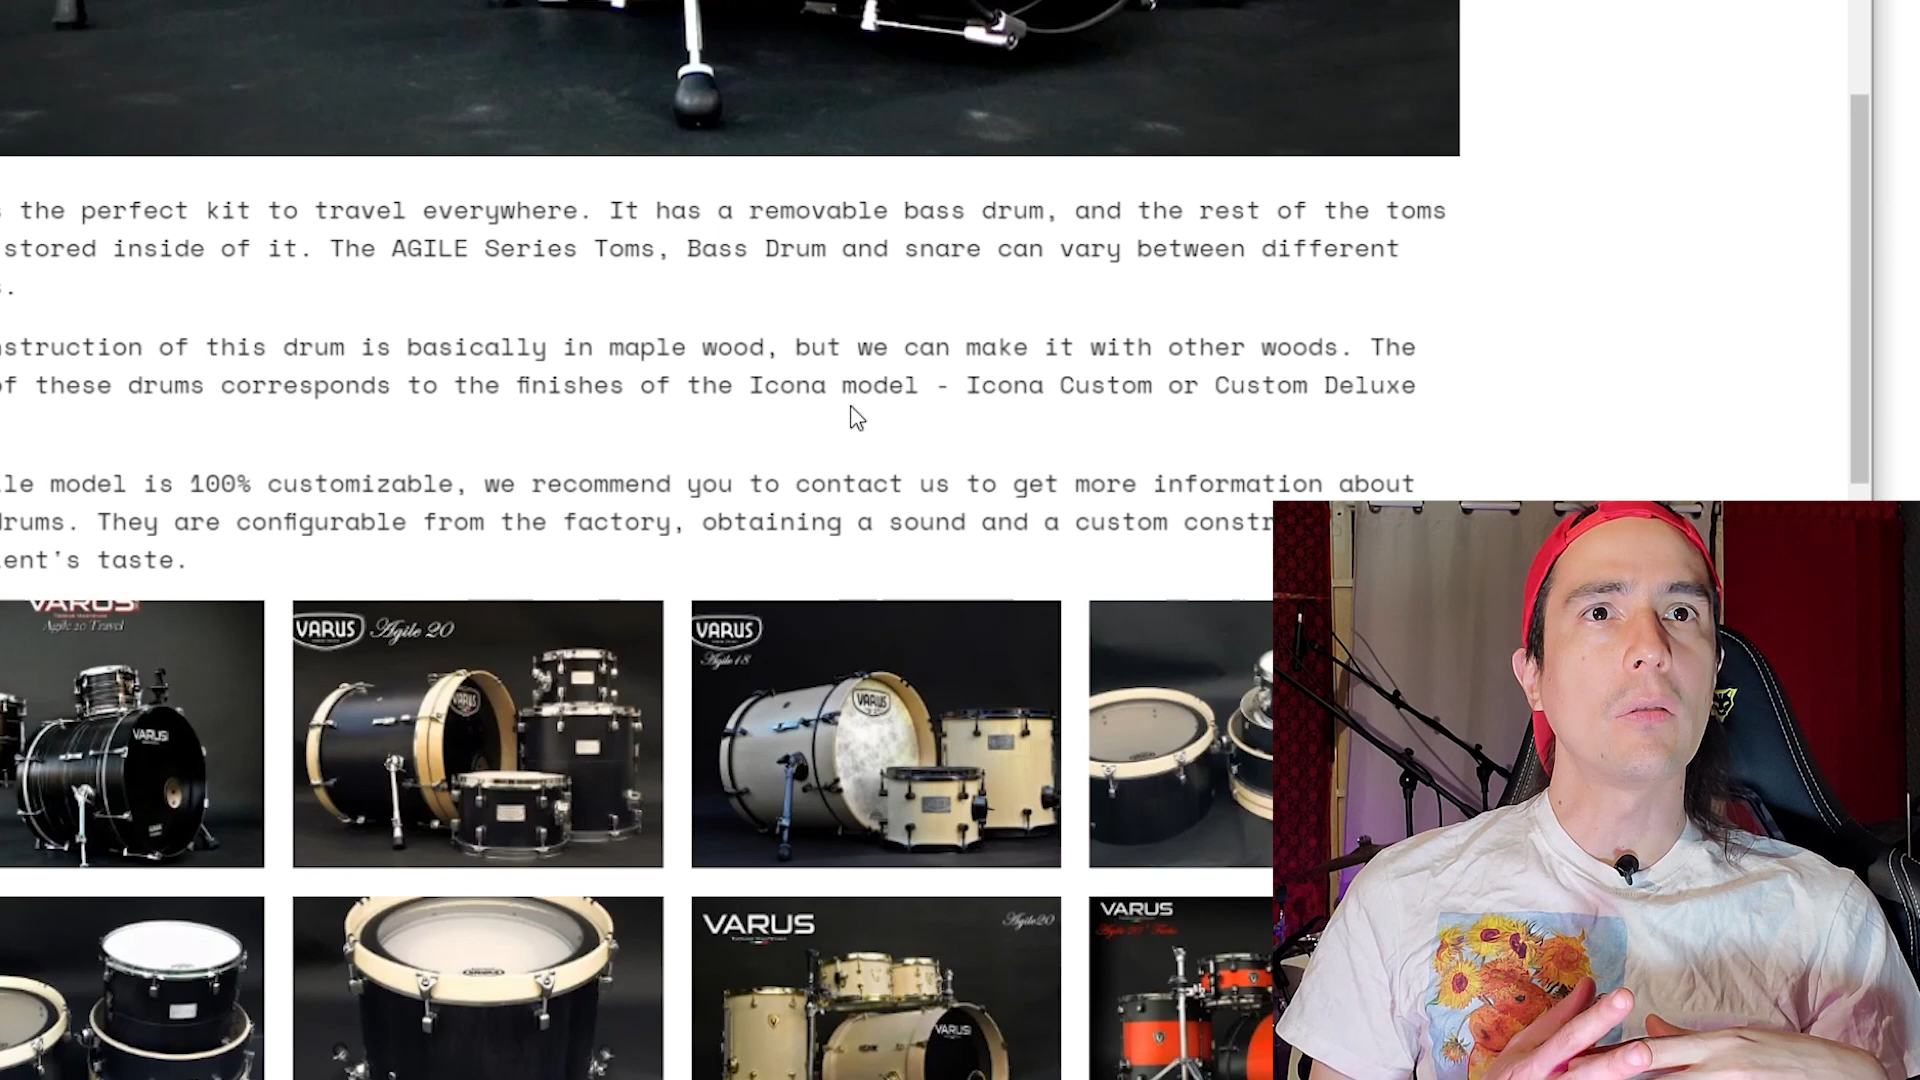 the perfect kit to travel everywhere. It has a removable bass drum, and the rest of the toms
stored inside of it. The AGILE Series Toms, Bass Drum and snare can vary between different
s.
nstruction of this drum is basically in maple wood, but we can make it with other woods. The
of these drums corresponds to the finishes of the Icona model - Icona Custom or Custom Deluxe
le model is 100% customizable, we recommend you to contact us to get more information about
drums. They are configurable from the factory, obtaining a sound and a custom constr
ient's taste.
VARUS
Agile 20 Travel
VARUS
VARUS Agile 20
VARUS
VARUS
Agile 18
VARUS
VARUS
Agile20
VARUS
VARUS